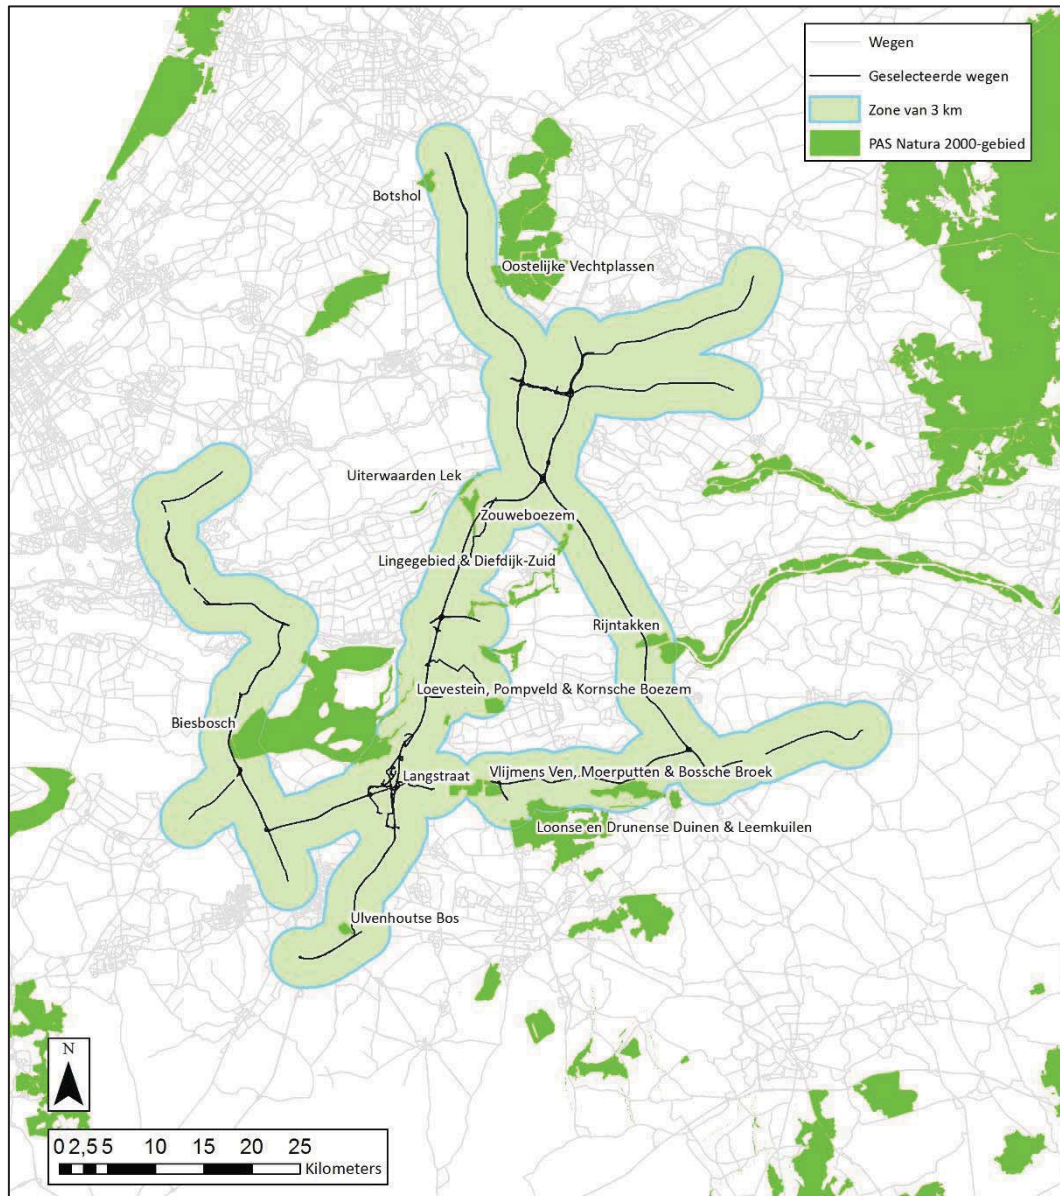 Wegen
Geselecteerde wegen
Zone van 3 km
PAS Natura 2000-gebied
Botshol
Oostelijke Vechtplassen
Uiterwaarden Lek
Zouweboezem
Lingegebied & Diefdijk-Zuid
Rijntakken
Loevestein, Pompveld & Kornsche Boezem
Biesbosch
Langstraat
Vlijmens Ven, Moerputten & Bossche Broek
Loonse en Drunense Duinen & Leemkuilen
Ulvenhoutse Bos
N
0 2,5 5 10 15 20 25
Kilometers